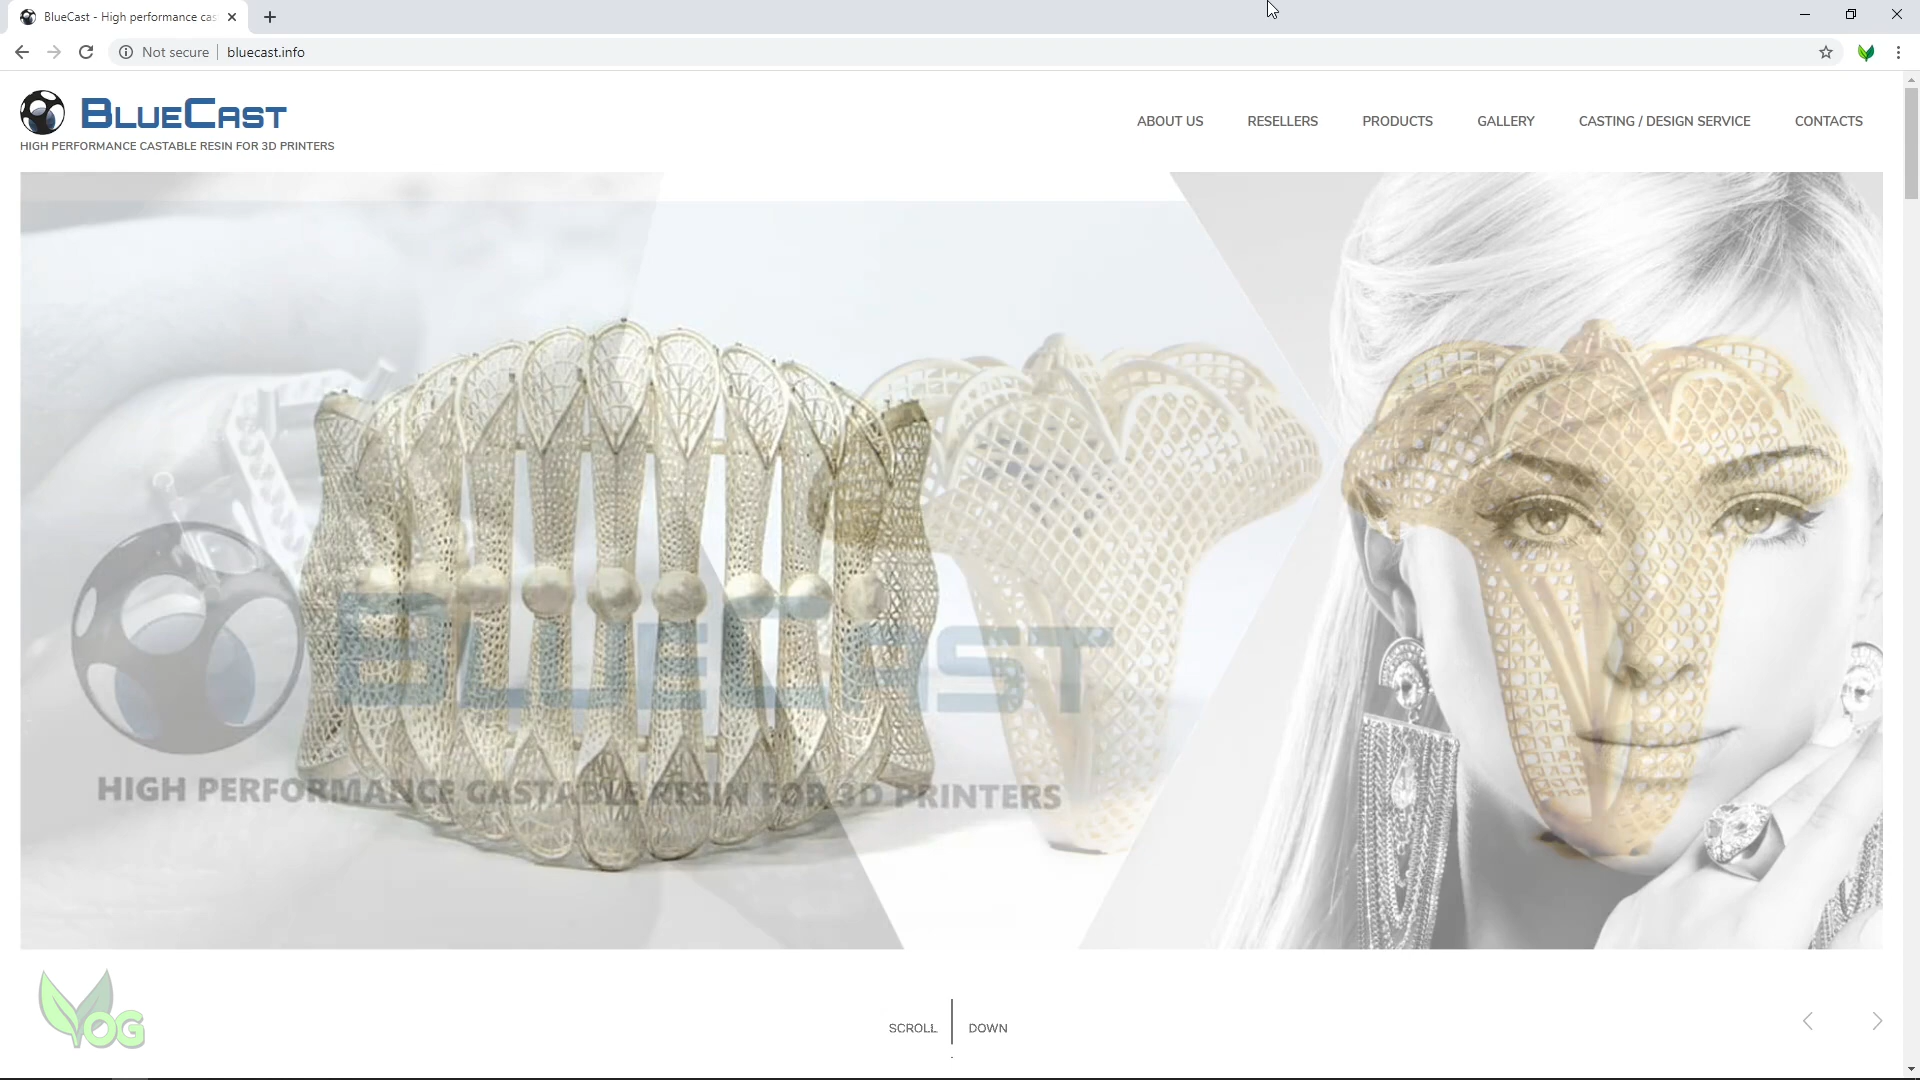 BlueCast - High performance cas
Not secure
bluecast.info
BLUECAST
HIGH PERFORMANCE CASTABLE RESIN FOR 3D PRINTERS
ABOUT US
RESELLERS
PRODUCTS
GALLERY
CASTING / DESIGN SERVICE
CONTACTS
BLUECAST
HIGH PERFORMANCE CASTABLE RESIN FOR 3D PRINTERS
YOG
SCROLL
DOWN